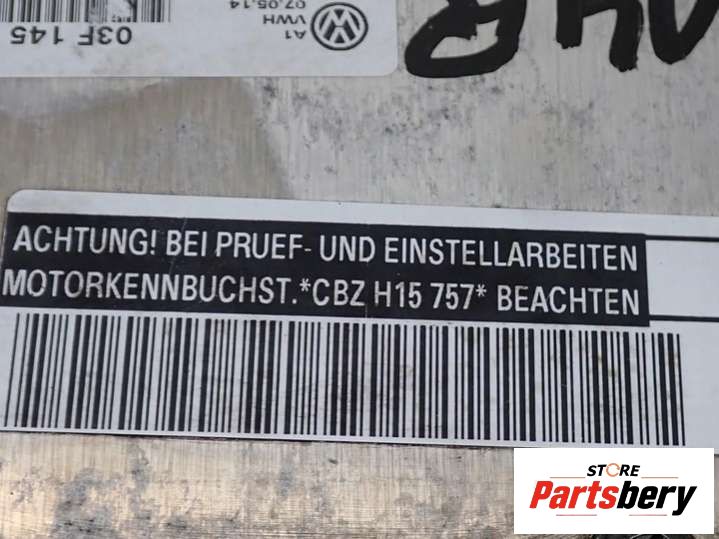 03F 145
A1
VWH
07.05.14
ACHTUNG! BEI PRUEF- UND EINSTELLARBEITEN
MOTORKENNBUCHST.*CBZ H15 757* BEACHTEN
STORE
Partsbery